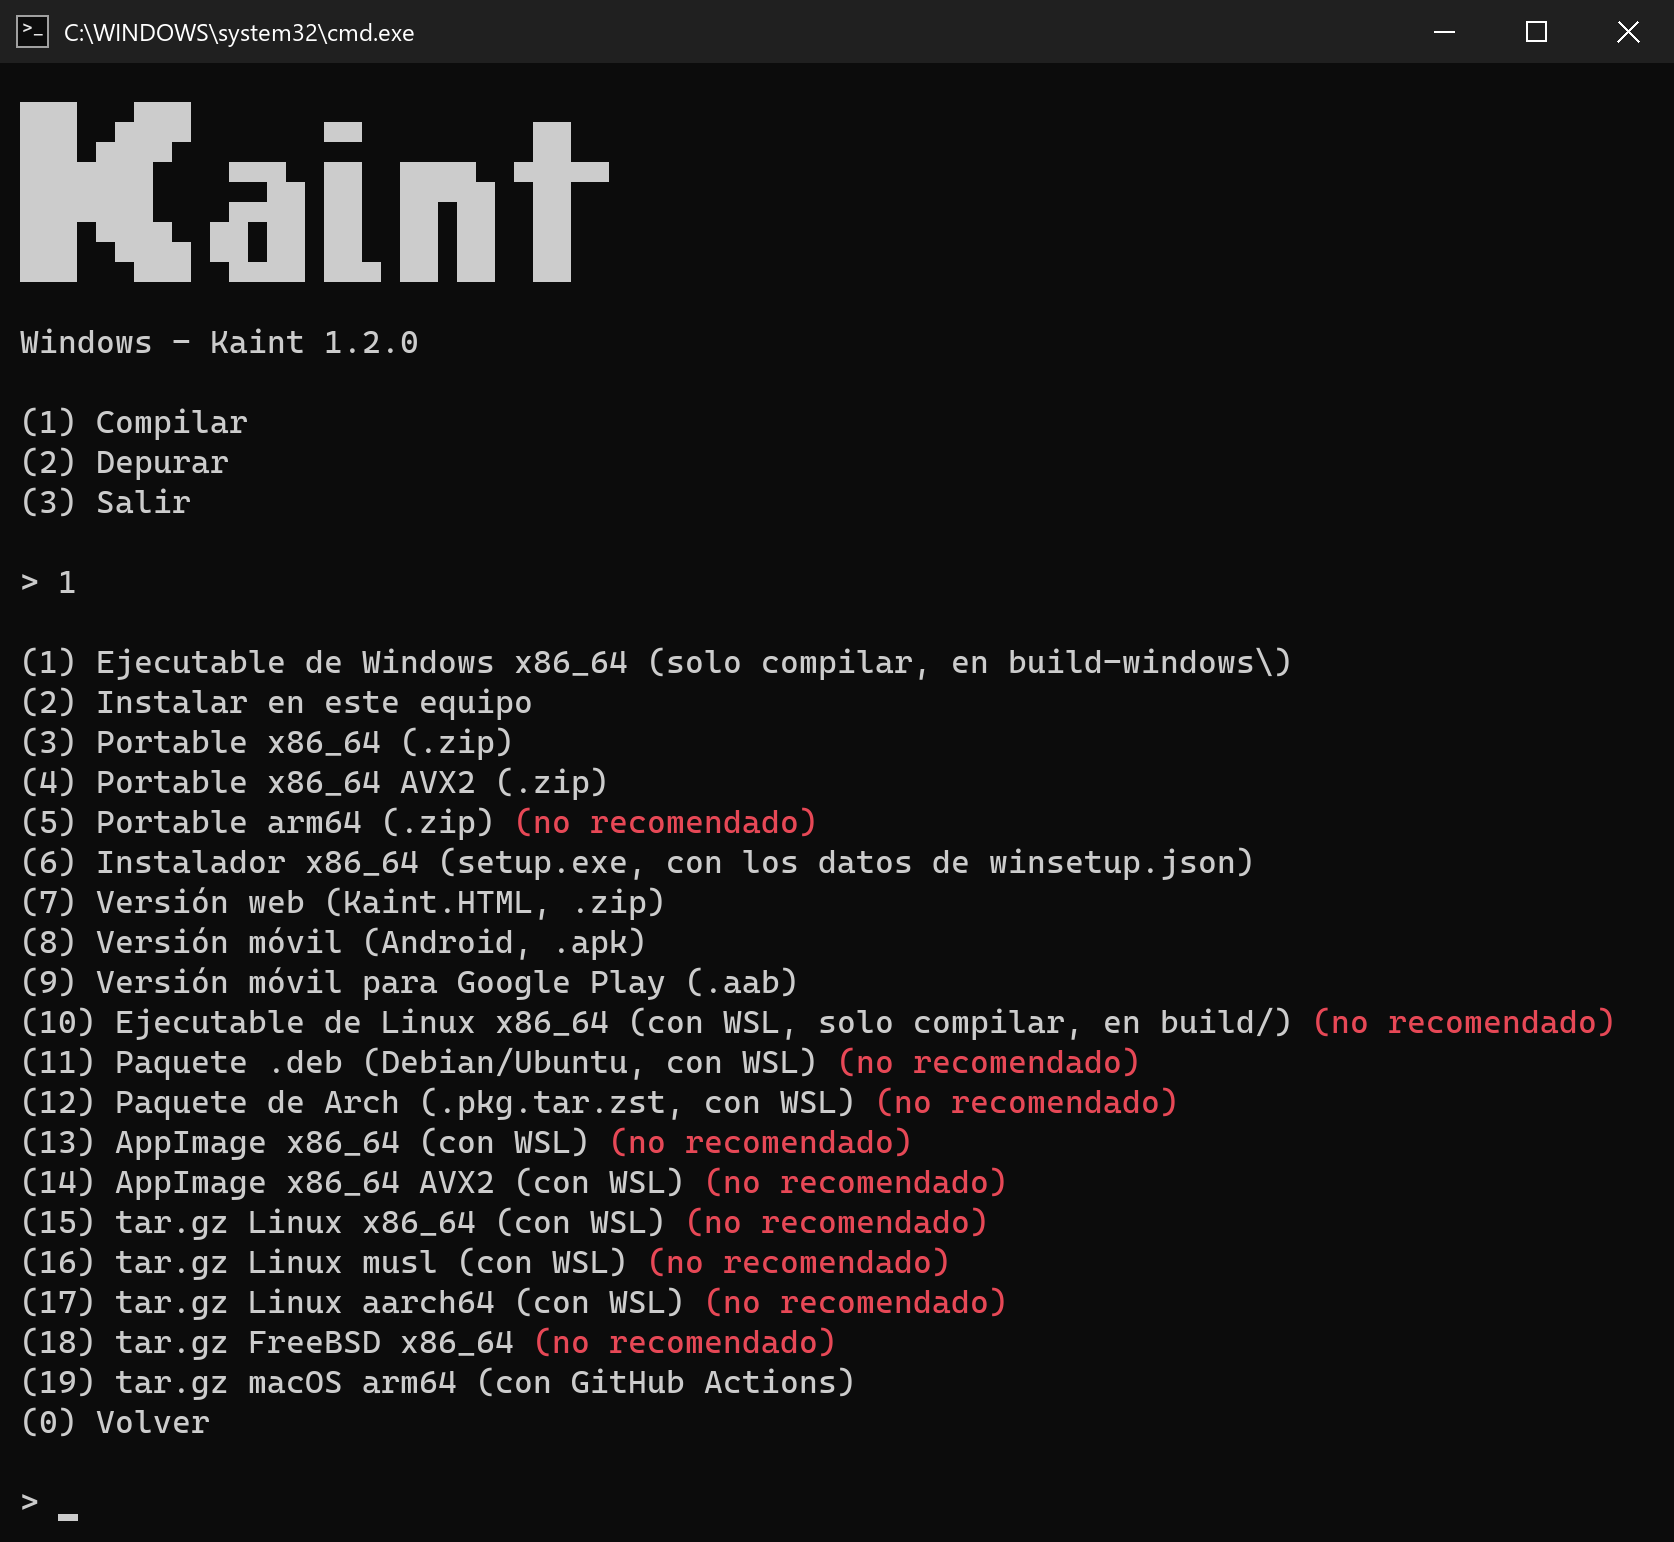 C:\WINDOWS\system32\cmd.exe
Kaint
Windows - Kaint 1.2.0
(1) Compilar
(2) Depurar
(3) Salir
> 1
(1) Ejecutable de Windows x86_64 (solo compilar, en build-windows\)
(2) Instalar en este equipo
(3) Portable x86_64 (.zip)
(4) Portable x86_64 AVX2 (.zip)
(5) Portable arm64 (.zip) (no recomendado)
(6) Instalador x86_64 (setup.exe, con los datos de winsetup.json)
(7) Versión web (Kaint.HTML, .zip)
(8) Versión móvil (Android, .apk)
(9) Versión móvil para Google Play (.aab)
(10) Ejecutable de Linux x86_64 (con WSL, solo compilar, en build/) (no recomendado)
(11) Paquete .deb (Debian/Ubuntu, con WSL) (no recomendado)
(12) Paquete de Arch (.pkg.tar.zst, con WSL) (no recomendado)
(13) AppImage x86_64 (con WSL) (no recomendado)
(14) AppImage x86_64 AVX2 (con WSL) (no recomendado)
(15) tar.gz Linux x86_64 (con WSL) (no recomendado)
(16) tar.gz Linux musl (con WSL) (no recomendado)
(17) tar.gz Linux aarch64 (con WSL) (no recomendado)
(18) tar.gz FreeBSD x86_64 (no recomendado)
(19) tar.gz macOS arm64 (con GitHub Actions)
(0) Volver
> _